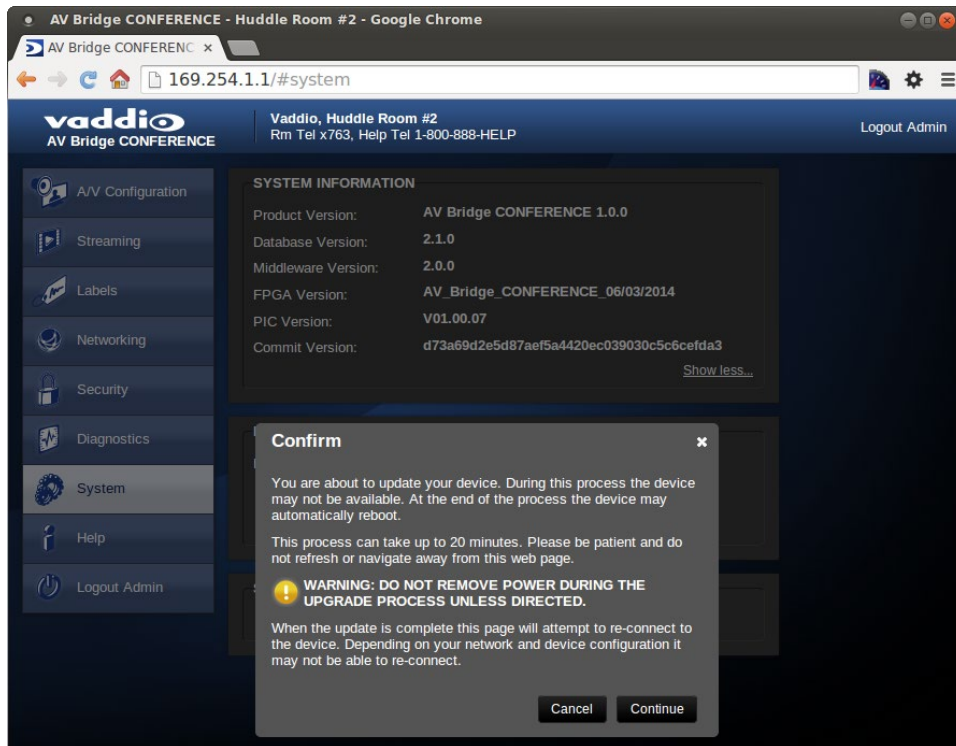 AV Bridge CONFERENCE - Huddle Room #2 - Google Chrome
AV Bridge CONFERENC
169.254.1.1/#system
vaddio
AV Bridge CONFERENCE
Vaddio, Huddle Room #2
Rm Tel x763, Help Tel 1-800-888-HELP
Logout Admin
A/V Configuration
Streaming
Labels
Networking
Security
Diagnostics
System
Help
Logout Admin
SYSTEM INFORMATION
Product Version: AV Bridge CONFERENCE 1.0.0
Database Version: 2.1.0
Middleware Version: 2.0.0
FPGA Version: AV_Bridge_CONFERENCE_06/03/2014
PIC Version: V01.00.07
Commit Version: d73a69d2e5d87aef5a4420ec039030c5c6cefda3
Show less...
Confirm
You are about to update your device. During this process the device
may not be available. At the end of the process the device may
automatically reboot.
This process can take up to 20 minutes. Please be patient and do
not refresh or navigate away from this web page.
WARNING: DO NOT REMOVE POWER DURING THE
UPGRADE PROCESS UNLESS DIRECTED.
When the update is complete this page will attempt to re-connect to
the device. Depending on your network and device configuration it
may not be able to re-connect.
Cancel Continue